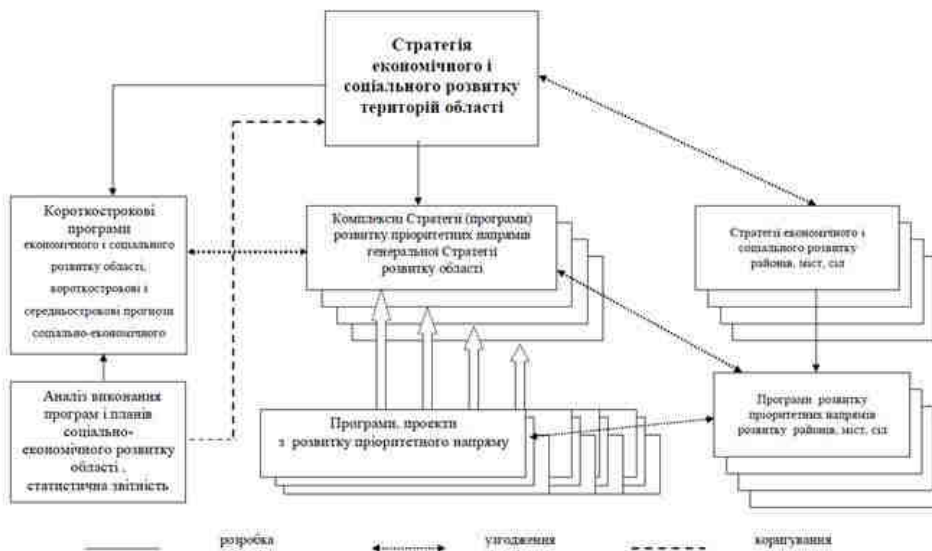 Стратегія
економічного і
соціального розвитку
територій області
Короткострокові
програми
економічного і соціального
розвитку області,
короткострокові і
середньострокові прогнози
соціально-економічного
Комплексні Стратегії (програми)
розвитку пріоритетних напрямів
генеральної Стратегії
розвитку області
Стратегії економічного і
соціального розвитку
районів, міст, сіл
Аналіз виконання
програм і планів
соціально-
економічного розвитку
області ,
статистична звітність
Програми, проекти
з розвитку пріоритетного напряму
Програми розвитку
пріоритетних напрямів
розвитку районів, міст, сіл
розробка
узгодження
коригування